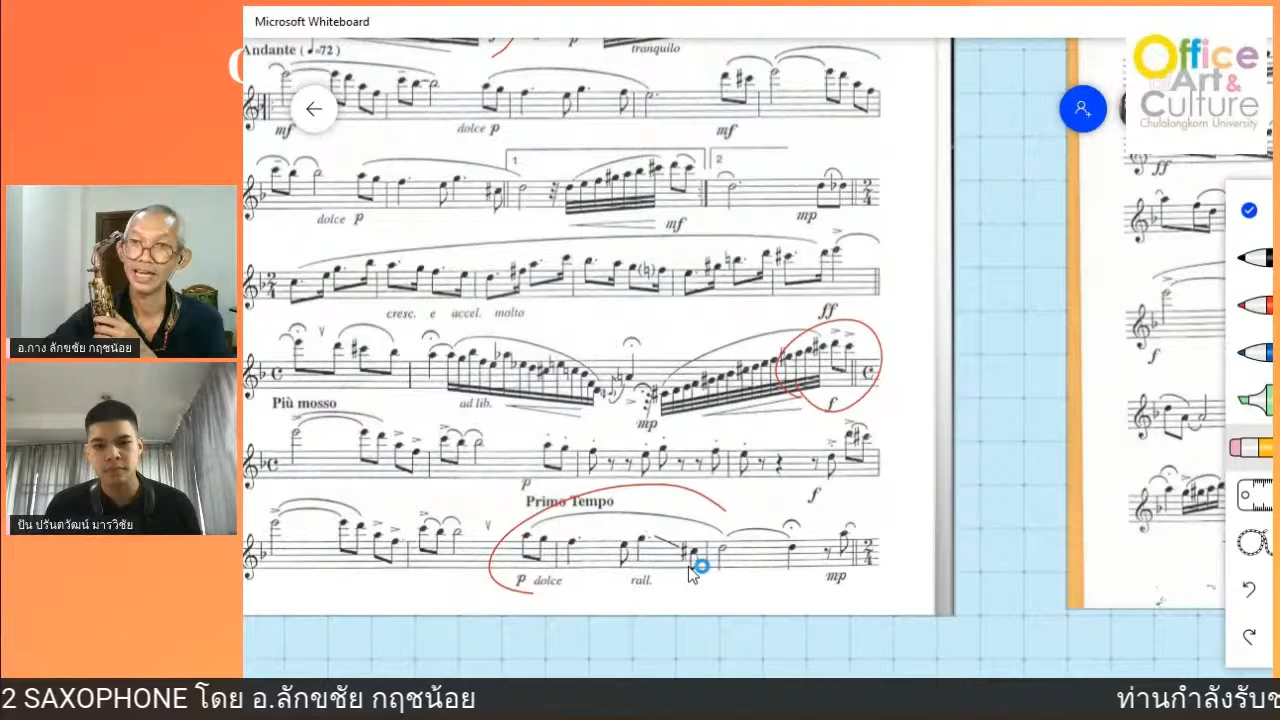 Microsoft Whiteboard
Andante (♩=72)
p
tranquilo
mf
dolce p
mf
dolce p
1
mf
2
mp
cresc. e accel. molto
ff
Più mosso
ad lib.
mp
f
p
f
Primo Tempo
p dolce
rall.
mp
Office
Art &
Culture
Chulalongkorn University
ff
f
อ.กาง ลักขชัย กฤชน้อย
ปัน ปรันตวัฒน์ มารวิชัย
2 SAXOPHONE โดย อ.ลักขชัย กฤชน้อย
ท่านกำลังรับช